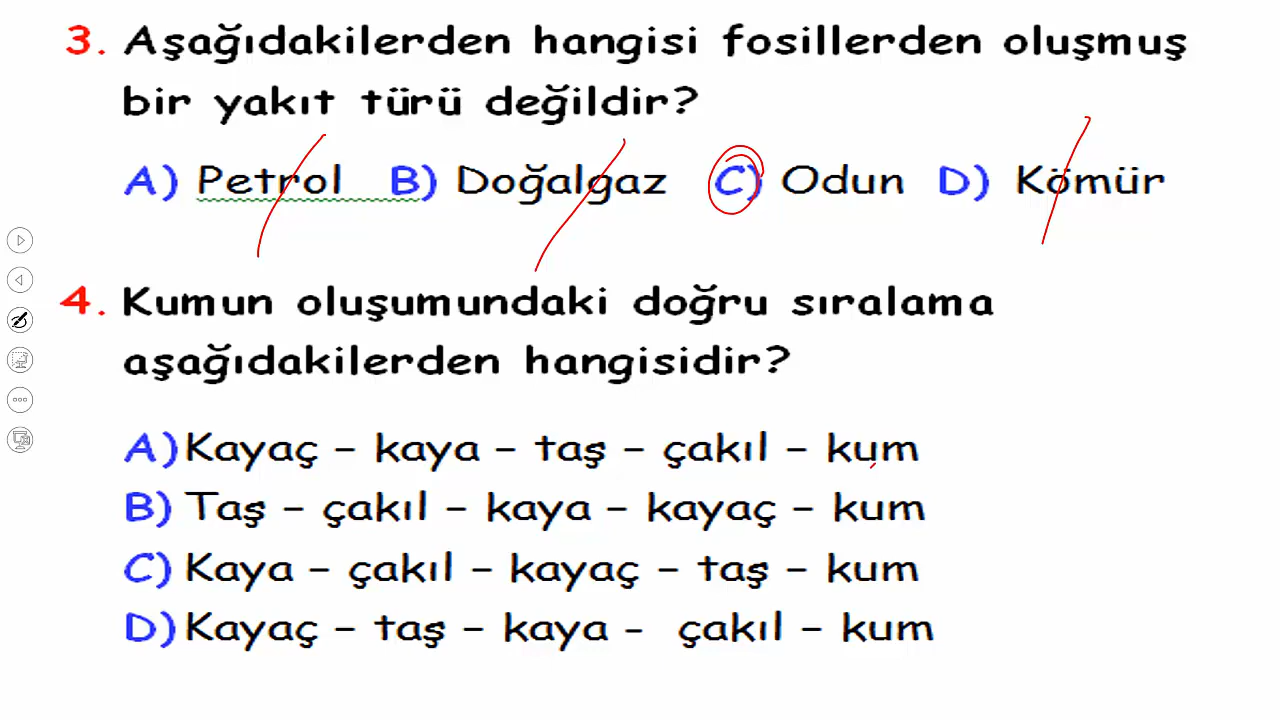 3. Aşağıdakilerden hangisi fosillerden oluşmuş
bir yakıt türü değildir?
A) Petrol B) Doğalgaz C) Odun D) Kömür
4. Kumun oluşumundaki doğru sıralama
aşağıdakilerden hangisidir?
A) Kayaç – kaya – taş – çakıl – kum
B) Taş – çakıl – kaya – kayaç – kum
C) Kaya – çakıl – kayaç – taş – kum
D) Kayaç – taş – kaya - çakıl – kum